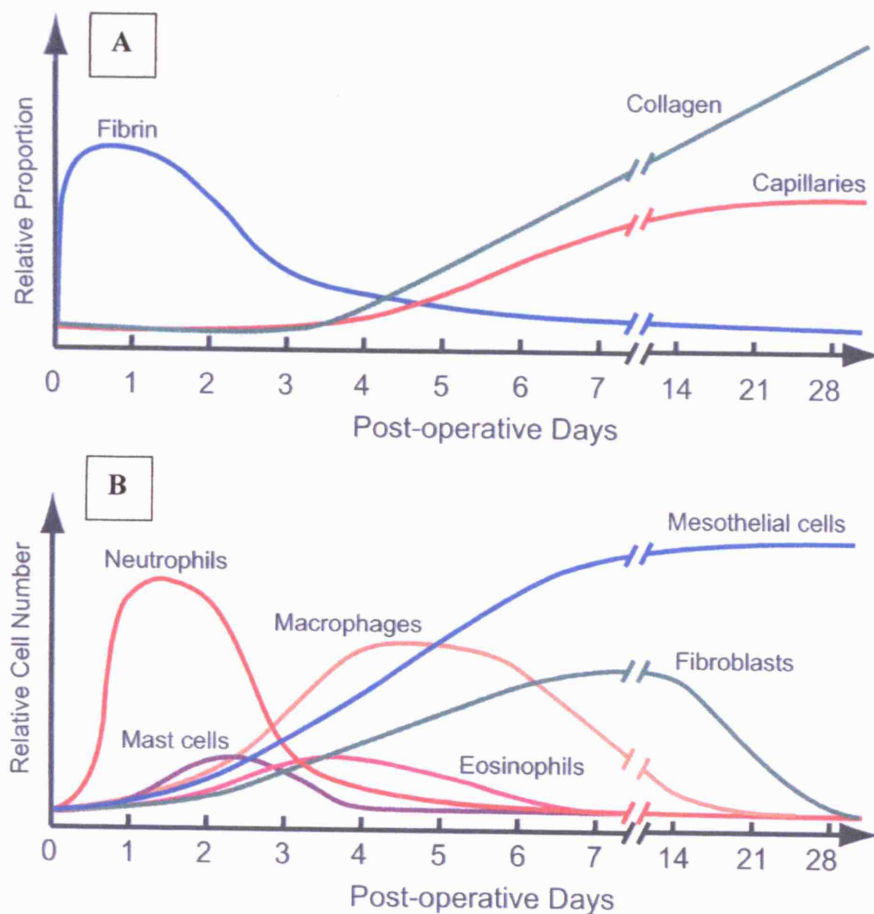 A
Relative Proportion
Fibrin
Collagen
Capillaries
0 1 2 3 4 5 6 7 14 21 28
Post-operative Days
B
Relative Cell Number
Neutrophils
Mesothelial cells
Macrophages
Fibroblasts
Mast cells
Eosinophils
0 1 2 3 4 5 6 7 14 21 28
Post-operative Days